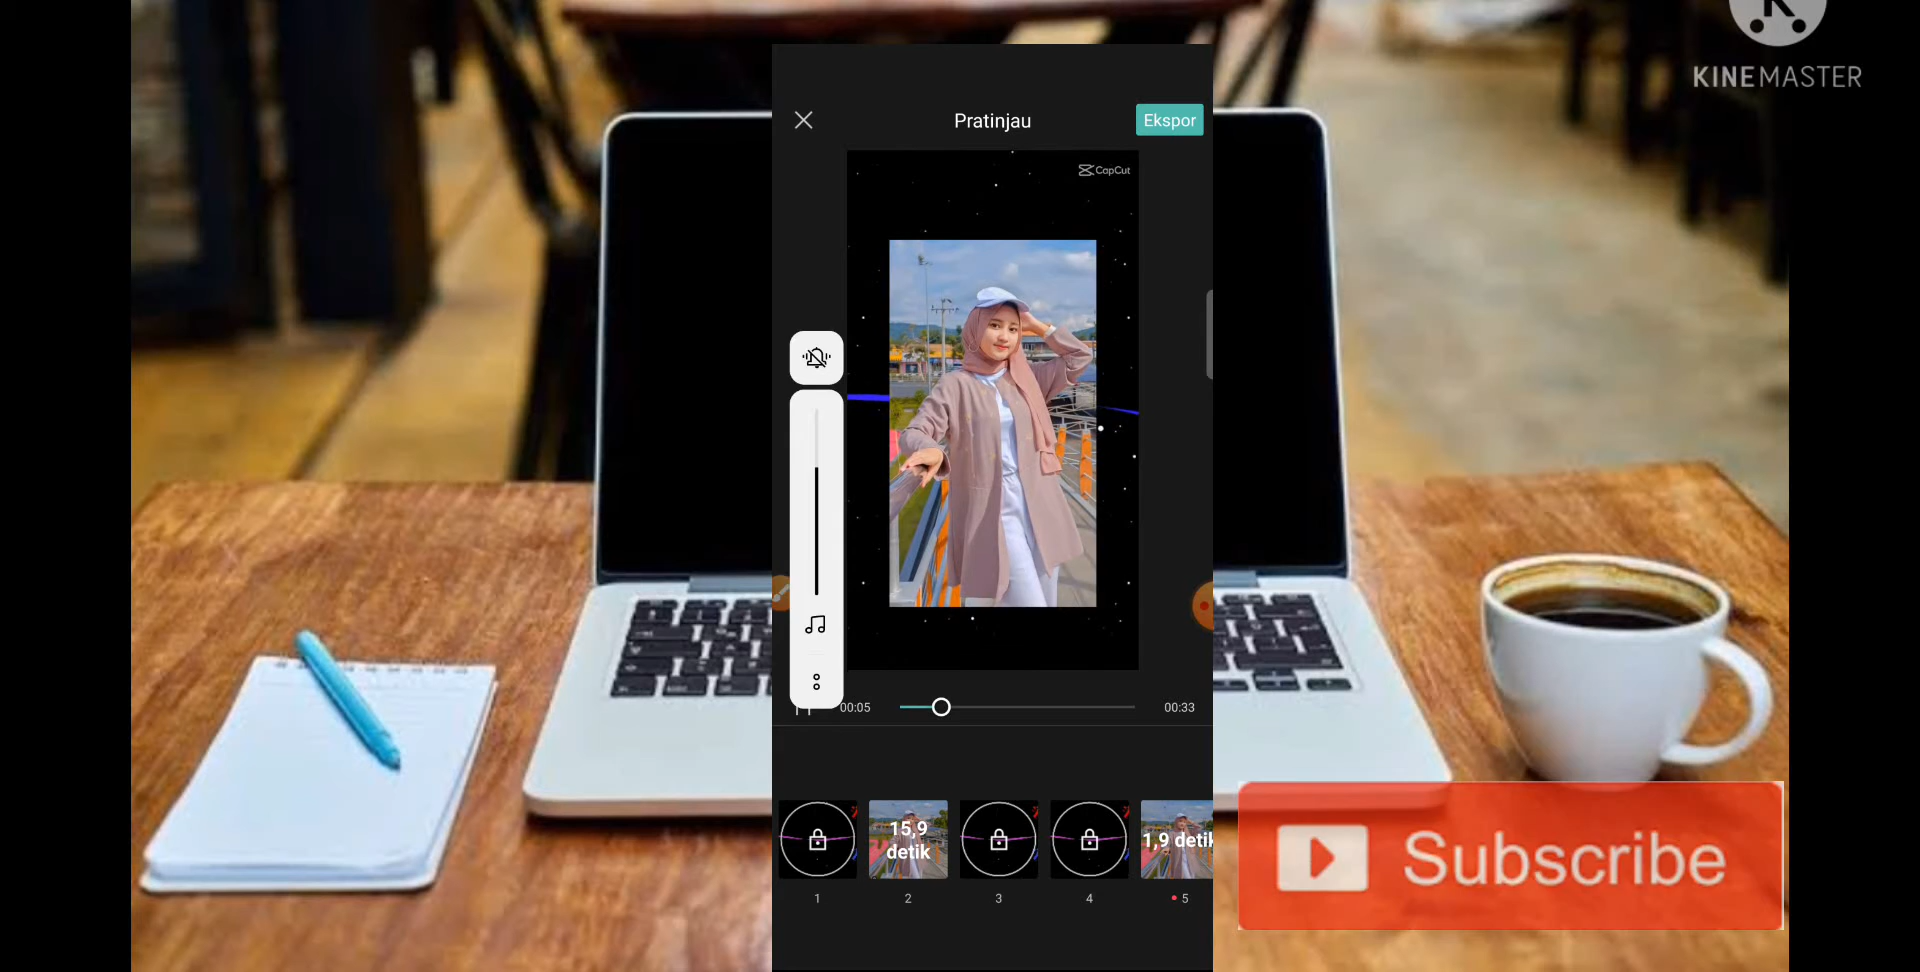 KINEMASTER
Pratinjau
Ekspor
CapCut
00:05
00:33
15,9
detik
1,9 detik
1
2
3
4
5
Subscribe